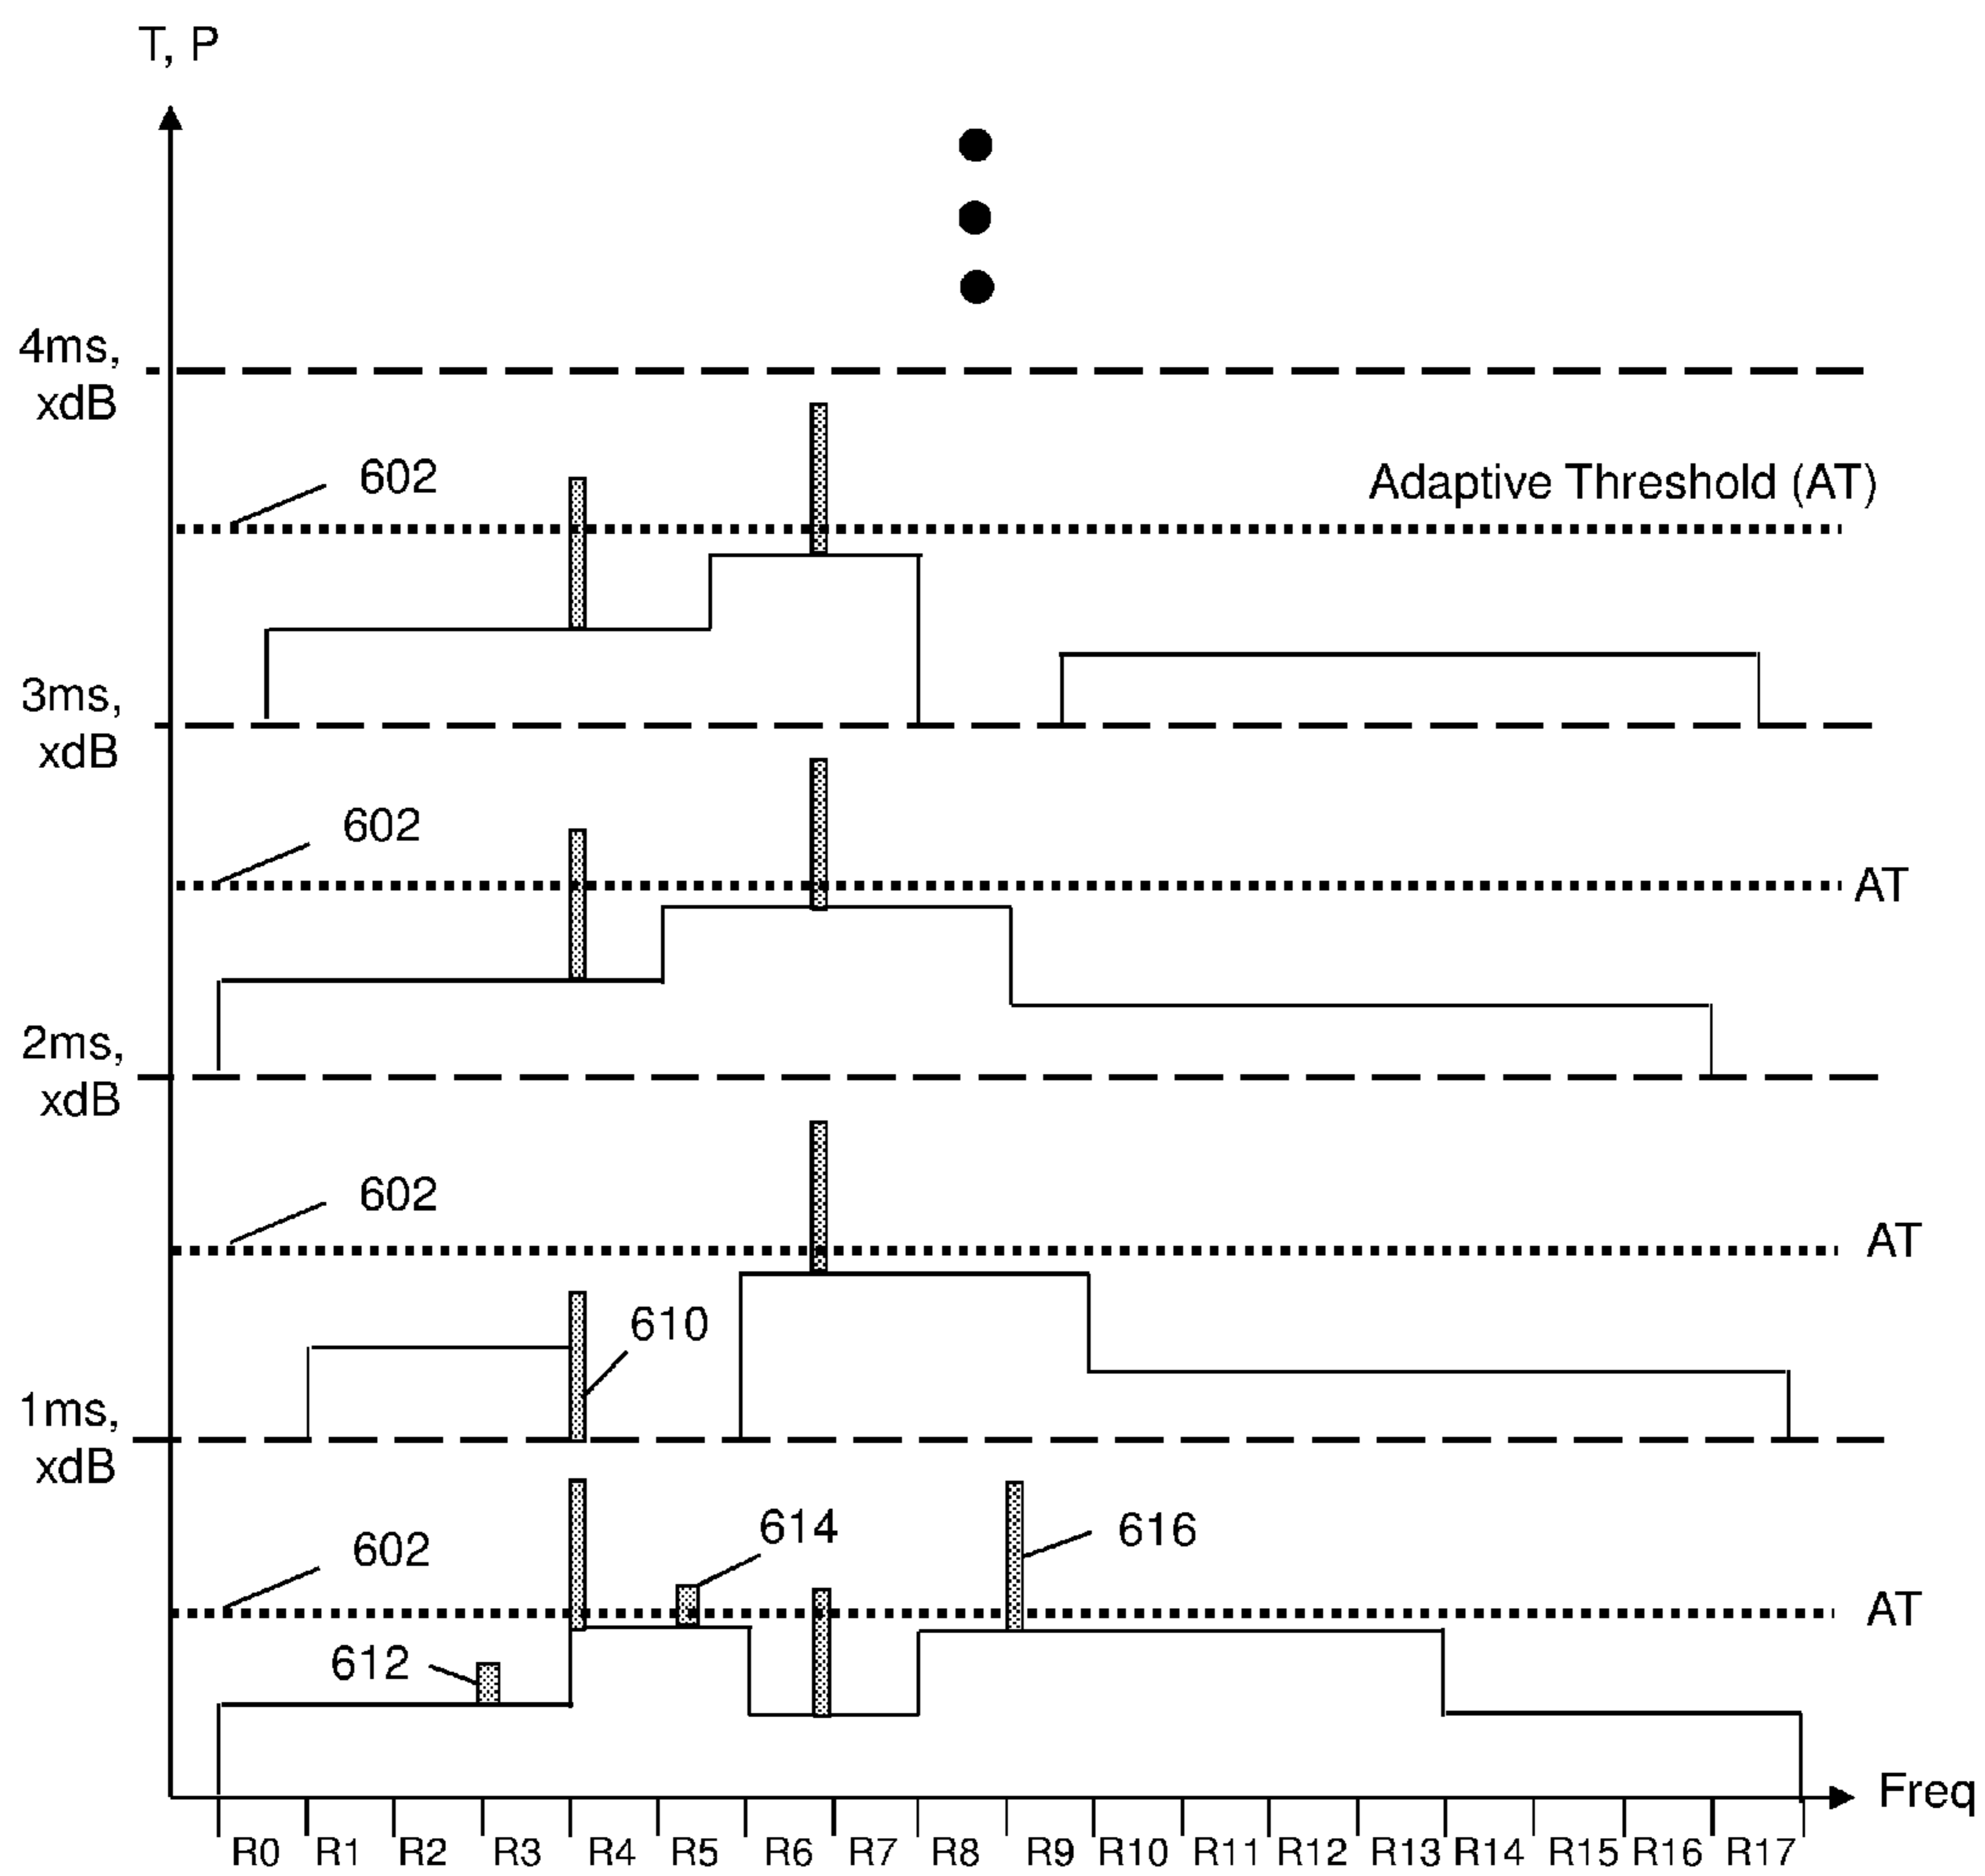 T, P
4ms,
xdB
602
Adaptive Threshold (AT)
3ms,
xdB
602
AT
2ms,
xdB
602
AT
610
1ms,
xdB
614
616
602
AT
612
Freq
R0 R1 R2 R3 R4 R5 R6 R7 R8 R9 R10 R11 R12 R13 R14 R15 R16 R17